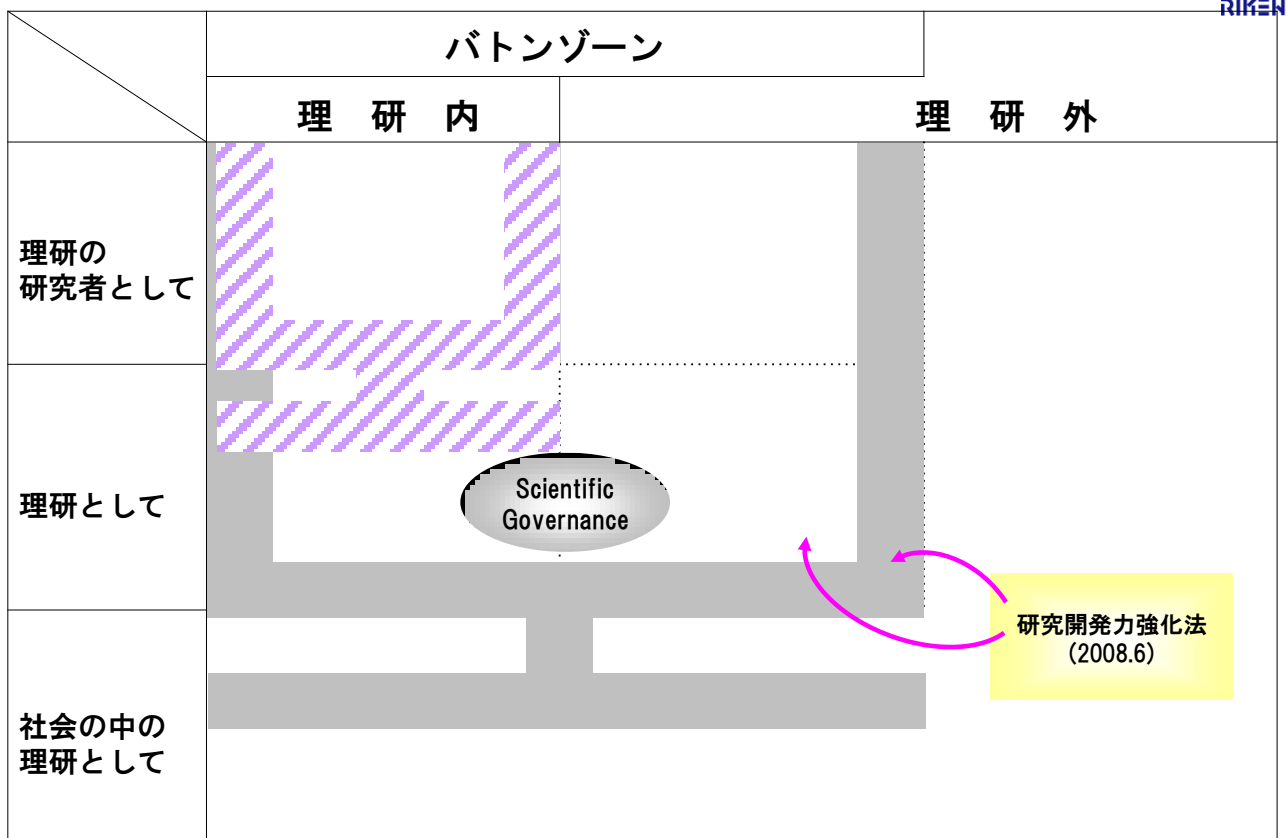 RIKEN
バトンゾーン
理 研 内
理 研 外
理研の
研究者として
理研として
Scientific
Governance
研究開発力強化法
(2008.6)
社会の中の
理研として